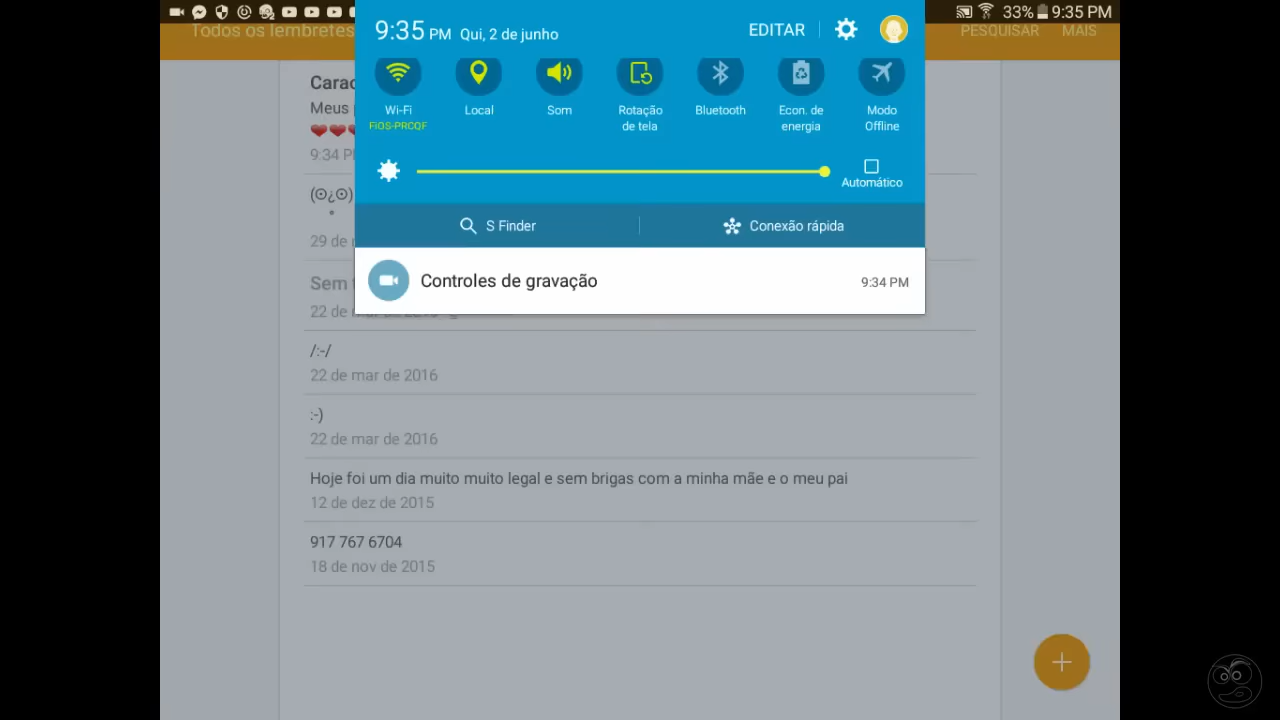 33% 9:35 PM
Todos os lembretes
PESQUISAR MAIS
9:35 PM Qui, 2 de junho
EDITAR
Wi-Fi
FiOS-PRCQF
Local
Som
Rotação
de tela
Bluetooth
Econ. de
energia
Modo
Offline
Automático
S Finder
Conexão rápida
Controles de gravação
9:34 PM
Meus
9:34
(ʘ¿ʘ)
29 de
Sem
22 de
/:-/
22 de mar de 2016
:-)
22 de mar de 2016
Hoje foi um dia muito muito legal e sem brigas com a minha mãe e o meu pai
12 de dez de 2015
917 767 6704
18 de nov de 2015